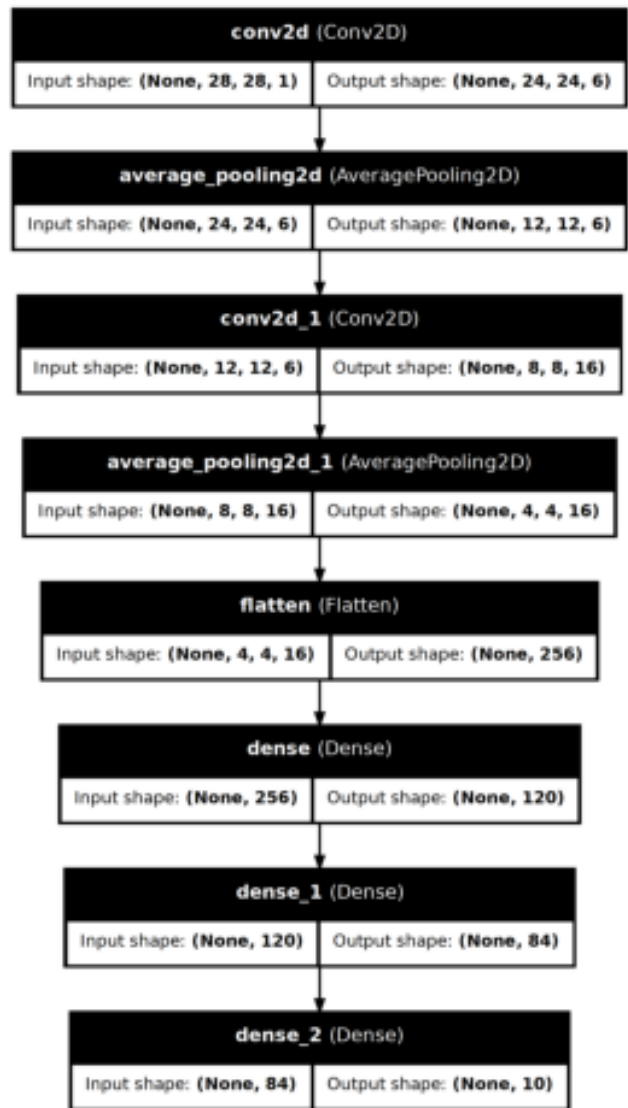 conv2d (Conv2D)
Input shape: (None, 28, 28, 1) Output shape: (None, 24, 24, 6)
average_pooling2d (AveragePooling2D)
Input shape: (None, 24, 24, 6) Output shape: (None, 12, 12, 6)
conv2d_1 (Conv2D)
Input shape: (None, 12, 12, 6) Output shape: (None, 8, 8, 16)
average_pooling2d_1 (AveragePooling2D)
Input shape: (None, 8, 8, 16) Output shape: (None, 4, 4, 16)
flatten (Flatten)
Input shape: (None, 4, 4, 16) Output shape: (None, 256)
dense (Dense)
Input shape: (None, 256) Output shape: (None, 120)
dense_1 (Dense)
Input shape: (None, 120) Output shape: (None, 84)
dense_2 (Dense)
Input shape: (None, 84) Output shape: (None, 10)